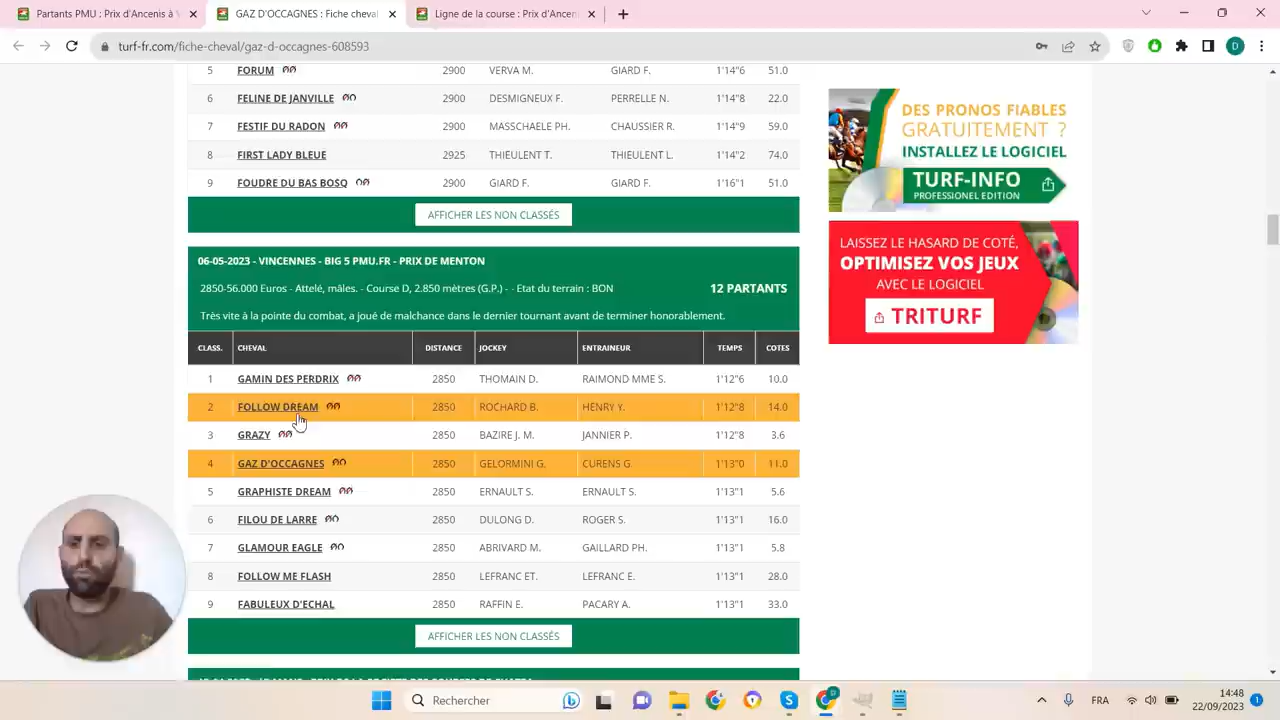 Partants PMU : Prix d'Ancenis à V
GAZ D'OCCAGNES : Fiche cheval
Ligne de la course : Prix d'Ancen
turf-fr.com/fiche-cheval/gaz-d-occagnes-608593
D
5 FORUM 2900 VERVA M. GIARD F. 1'14"6 51.0
6 FELINE DE JANVILLE 2900 DESMIGNEUX F. PERRELLE N. 1'14"8 22.0
7 FESTIF DU RADON 2900 MASSCHAELE PH. CHAUSSIER R. 1'14"9 59.0
8 FIRST LADY BLEUE 2925 THIEULENT T. THIEULENT L. 1'14"2 74.0
9 FOUDRE DU BAS BOSQ 2900 GIARD F. GIARD F. 1'16"1 51.0
AFFICHER LES NON CLASSÉS
06-05-2023 - VINCENNES - BIG 5 PMU.FR - PRIX DE MENTON
2850-56.000 Euros - Attelé, mâles. - Course D, 2.850 mètres (G.P.) - - Etat du terrain : BON
12 PARTANTS
Très vite à la pointe du combat, a joué de malchance dans le dernier tournant avant de terminer honorablement.
CLASS. CHEVAL DISTANCE JOCKEY ENTRAINEUR TEMPS COTES
1 GAMIN DES PERDRIX 2850 THOMAIN D. RAIMOND MME S. 1'12"6 10.0
2 FOLLOW DREAM 2850 ROCHARD B. HENRY Y. 1'12"8 14.0
3 GRAZY 2850 BAZIRE J. M. JANNIER P. 1'12"8 3.6
4 GAZ D'OCCAGNES 2850 GELORMINI G. CURENS G. 1'13"0 11.0
5 GRAPHISTE DREAM 2850 ERNAULT S. ERNAULT S. 1'13"1 5.6
6 FILOU DE LARRE 2850 DULONG D. ROGER S. 1'13"1 16.0
7 GLAMOUR EAGLE 2850 ABRIVARD M. GAILLARD PH. 1'13"1 5.8
8 FOLLOW ME FLASH 2850 LEFRANC ET. LEFRANC E. 1'13"1 28.0
9 FABULEUX D'ECHAL 2850 RAFFIN E. PACARY A. 1'13"1 33.0
AFFICHER LES NON CLASSÉS
DES PRONOS FIABLES
GRATUITEMENT ?
INSTALLEZ LE LOGICIEL
TURF-INFO
PROFESSIONEL EDITION
LAISSEZ LE HASARD DE COTÉ,
OPTIMISEZ VOS JEUX
AVEC LE LOGICIEL
TRITURF
Rechercher
FRA
14:48
22/09/2023
1